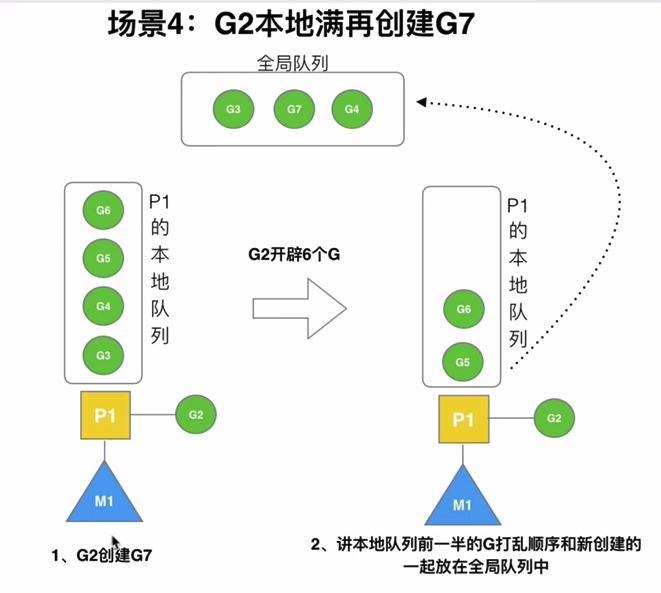 场景4：G2本地满再创建G7
全局队列
G3 G7 G4
G6
G5
G4
G3
P1
的
本
地
队
列
P1
G2
M1
1、G2创建G7
G2开辟6个G
G6
G5
P1
的
本
地
队
列
P1
G2
M1
2、讲本地队列前一半的G打乱顺序和新创建的
一起放在全局队列中